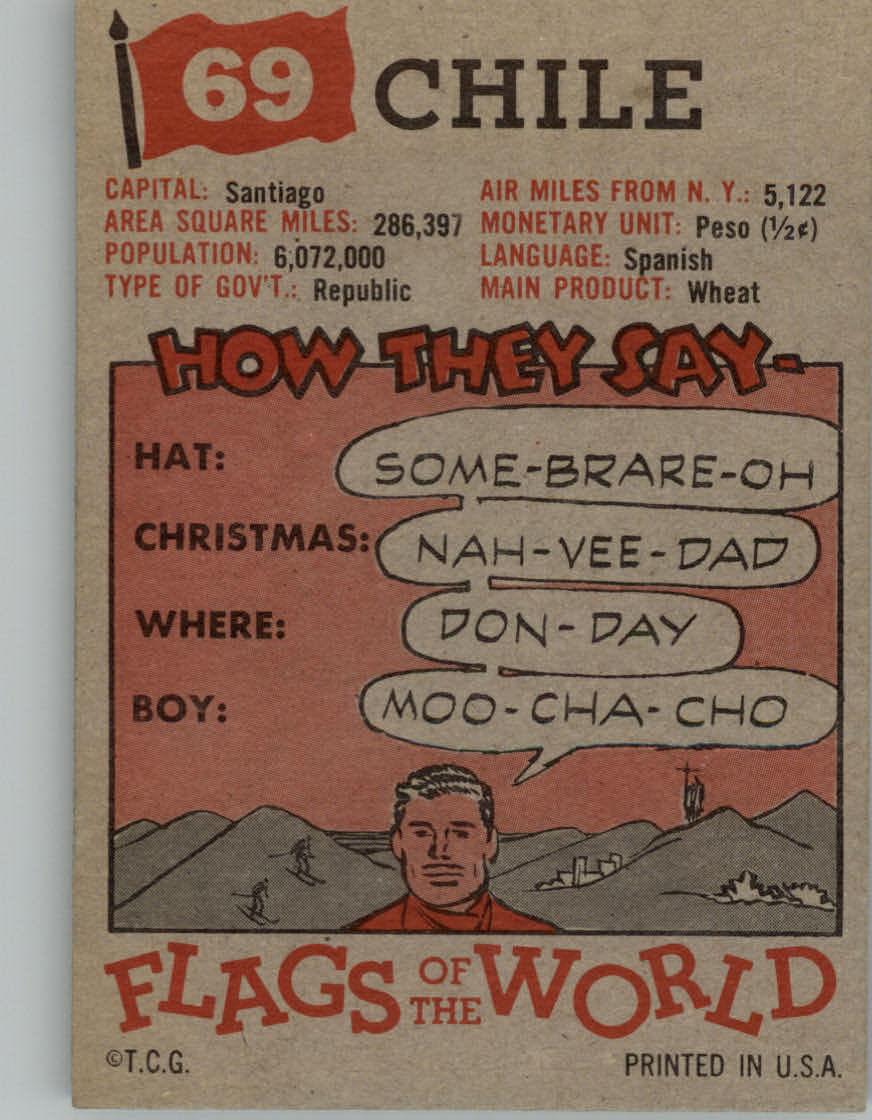 69 CHILE
CAPITAL: Santiago
AREA SQUARE MILES: 286,397
POPULATION: 6,072,000
TYPE OF GOV'T.: Republic
AIR MILES FROM N. Y.: 5,122
MONETARY UNIT: Peso (½¢)
LANGUAGE: Spanish
MAIN PRODUCT: Wheat
HOW THEY SAY-
HAT: SOME-BRARE-OH
CHRISTMAS: NAH-VEE-DAD
WHERE: DON-DAY
BOY: MOO-CHA-CHO
FLAGS OF THE WORLD
©T.C.G. PRINTED IN U.S.A.